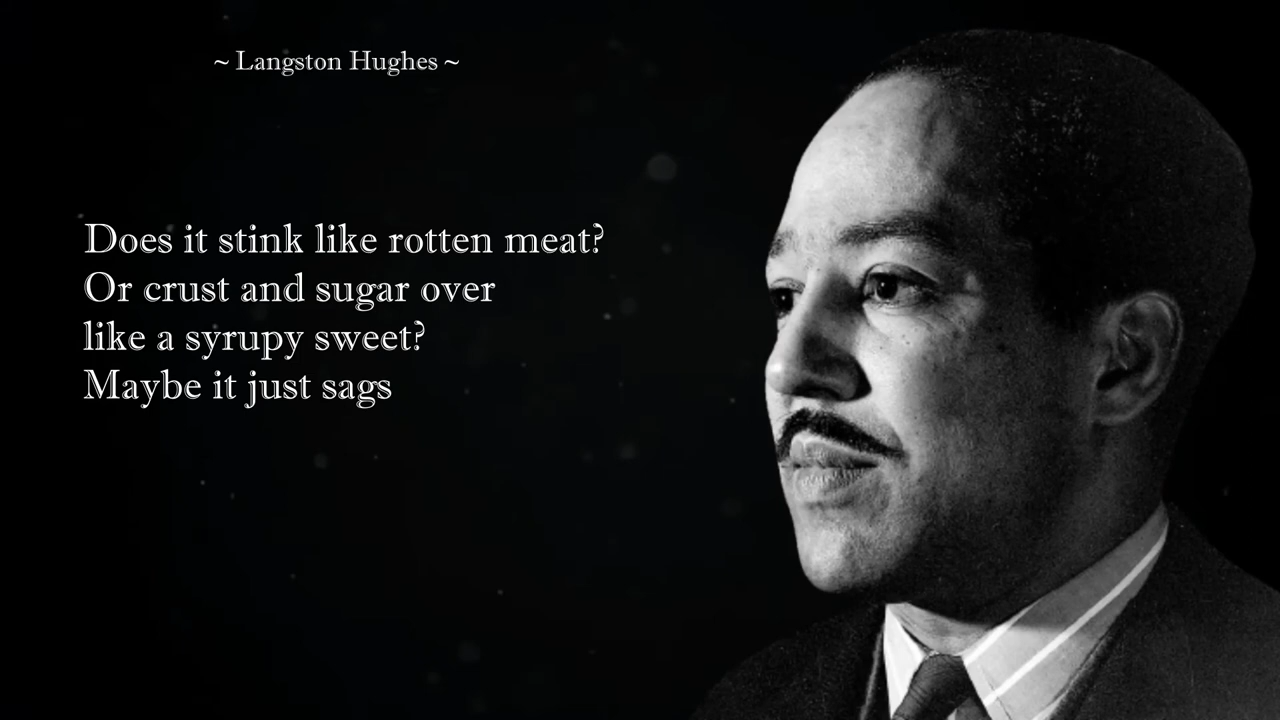 ~ Langston Hughes ~
Does it stink like rotten meat?
Or crust and sugar over
like a syrupy sweet?
Maybe it just sags